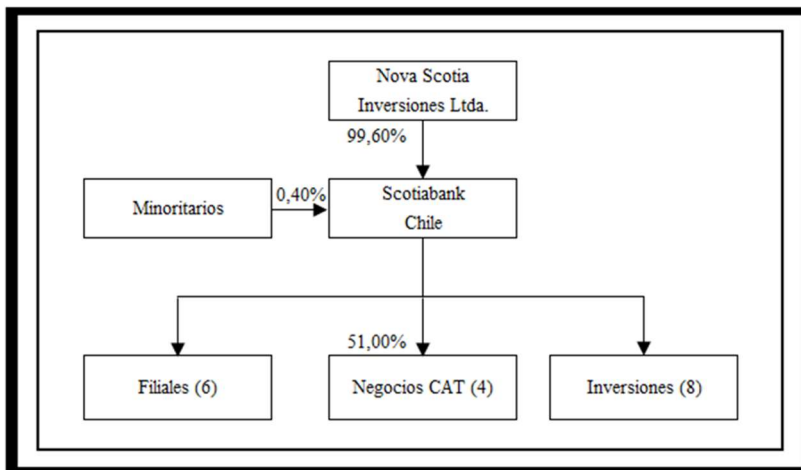 Nova Scotia
Inversiones Ltda.
99,60%
Minoritarios
0,40%
Scotiabank
Chile
51,00%
Filiales (6)
Negocios CAT (4)
Inversiones (8)